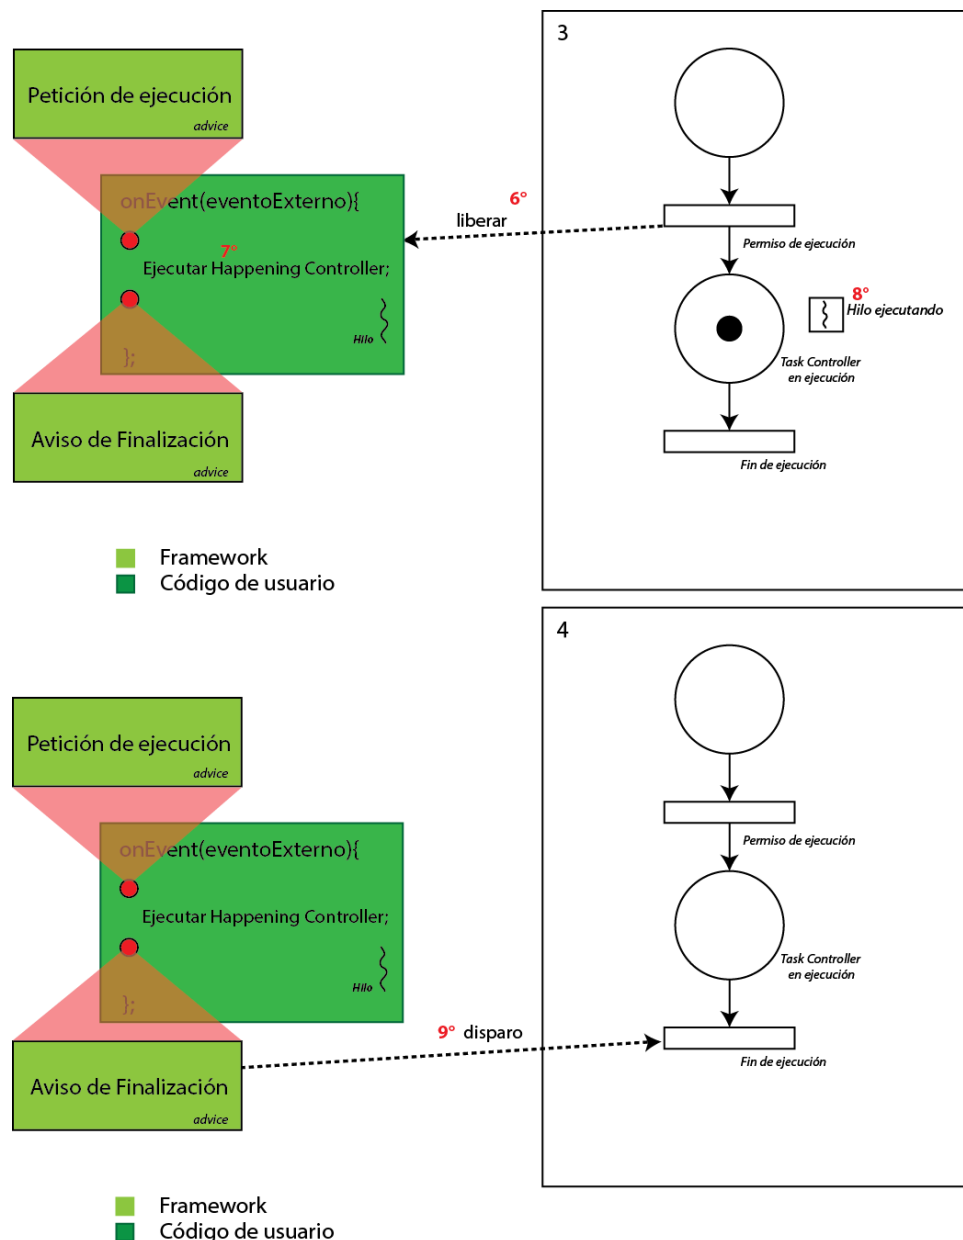 3
Petición de ejecución
advice
onEvent(eventoExterno){
6°
liberar
7°
Ejecutar Happening Controller;
Hilo
};
Permiso de ejecución
8°
Hilo ejecutando
Task Controller
en ejecución
Fin de ejecución
Aviso de Finalización
advice
Framework
Código de usuario
4
Petición de ejecución
advice
onEvent(eventoExterno){
Ejecutar Happening Controller;
Hilo
};
Permiso de ejecución
Task Controller
en ejecución
9° disparo
Fin de ejecución
Aviso de Finalización
advice
Framework
Código de usuario